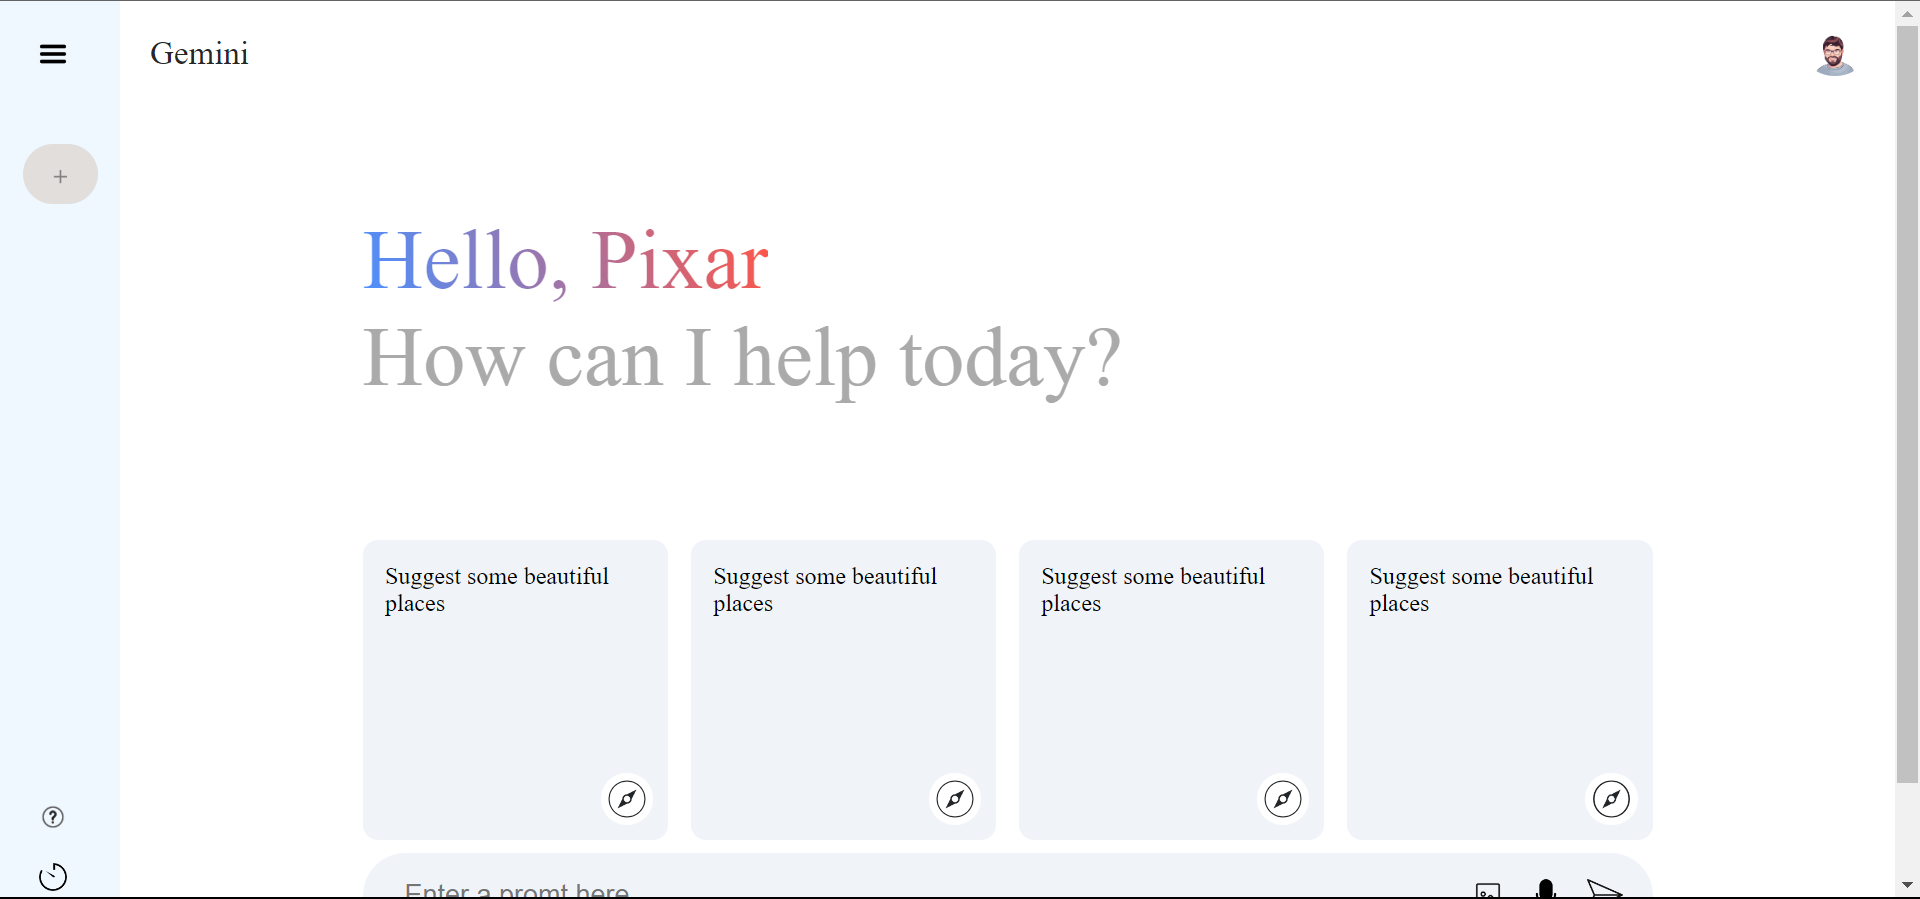 Gemini
+
Hello, Pixar
How can I help today?
Suggest some beautiful
places
Suggest some beautiful
places
Suggest some beautiful
places
Suggest some beautiful
places
?
Enter a promt here